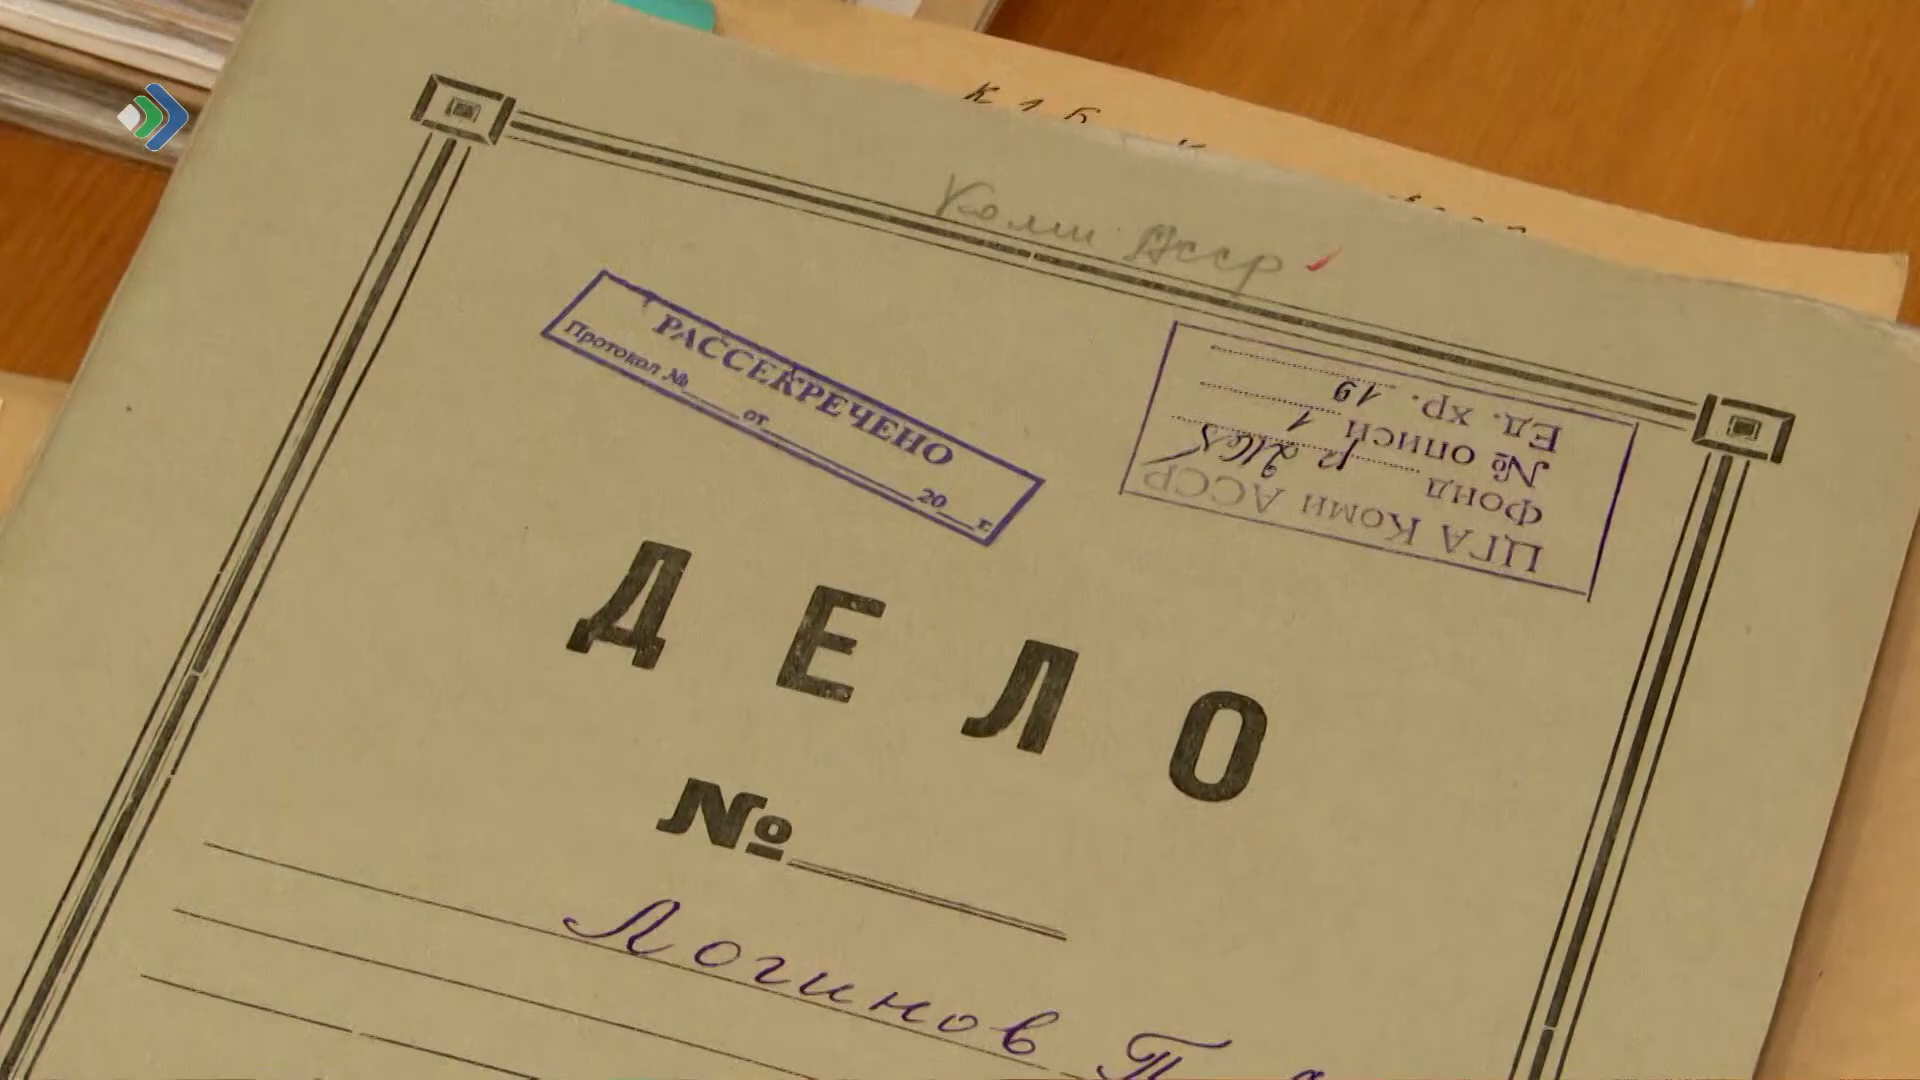 Коми Асср
РАССЕКРЕЧЕНО
Протокол № от 20 г.
ЦГА Коми АССР
Фонд
№ описи 1
Ед. хр. 19
ДЕЛО
№
Логинов